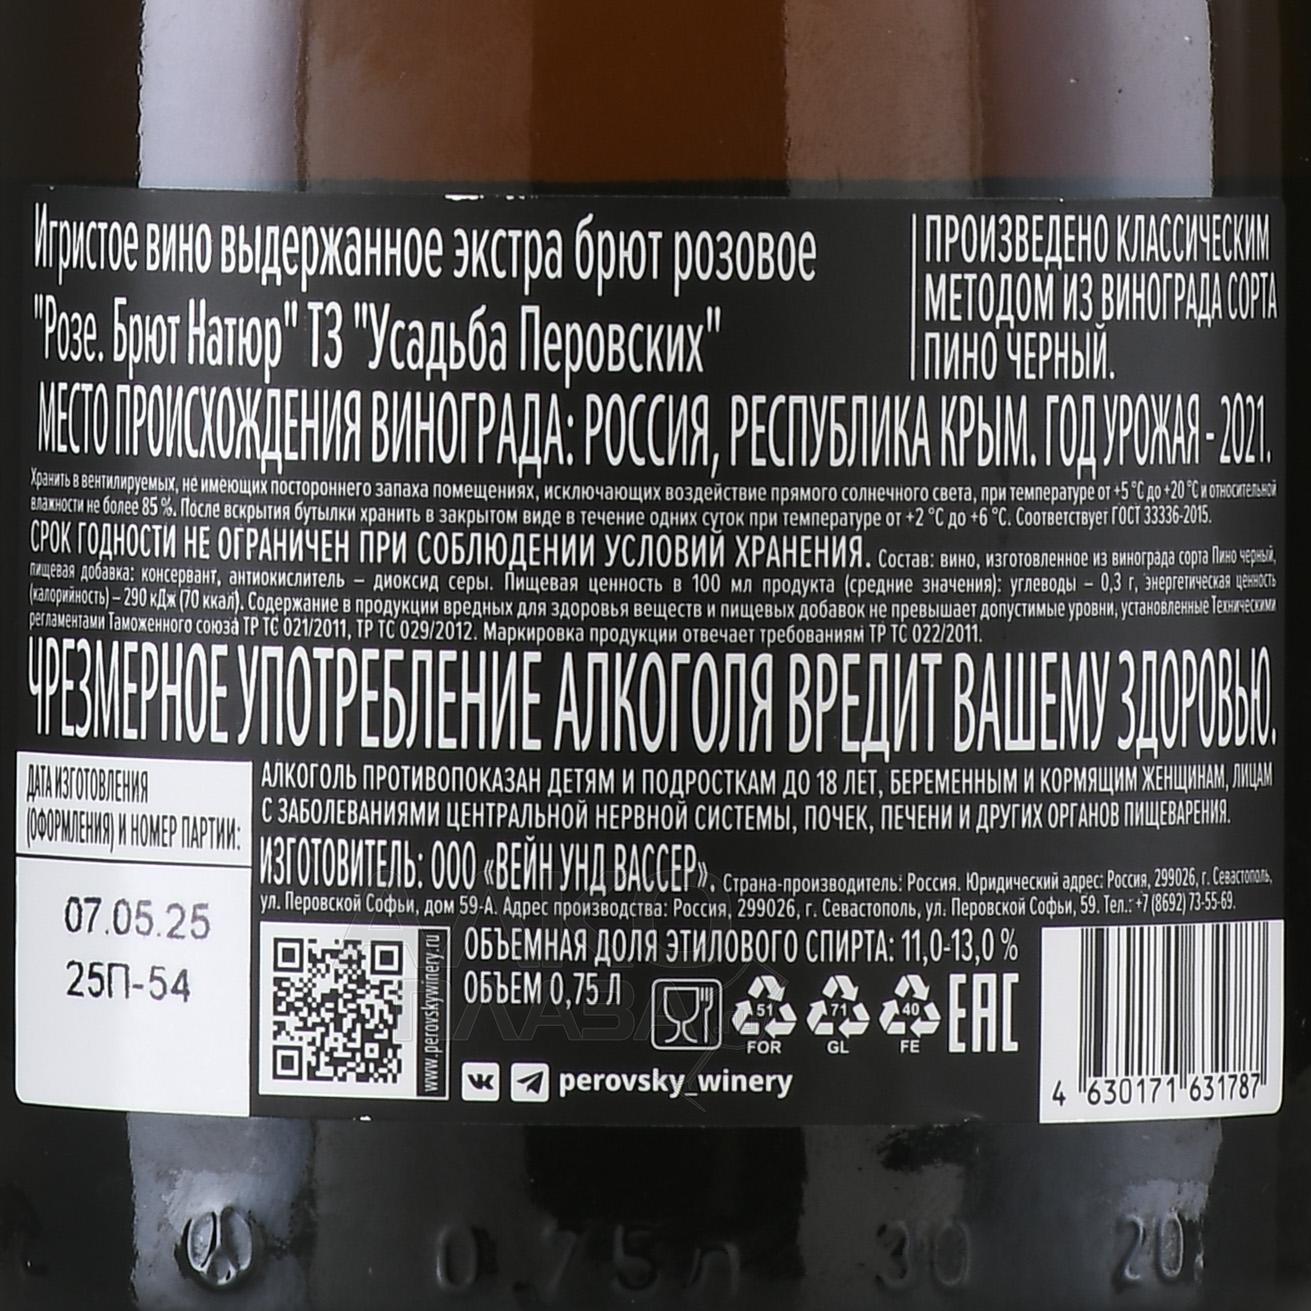 Игристое вино выдержанное экстра брют розовое
"Розе. Брют Натюр" ТЗ "Усадьба Перовских"
ПРОИЗВЕДЕНО КЛАССИЧЕСКИМ
МЕТОДОМ ИЗ ВИНОГРАДА СОРТА
ПИНО ЧЕРНЫЙ.
МЕСТО ПРОИСХОЖДЕНИЯ ВИНОГРАДА: РОССИЯ, РЕСПУБЛИКА КРЫМ. ГОД УРОЖАЯ - 2021.
Хранить в вентилируемых, не имеющих постороннего запаха помещениях, исключающих воздействие прямого солнечного света, при температуре от +5 °С до +20 °С и относительной
влажности не более 85 %. После вскрытия бутылки хранить в закрытом виде в течение одних суток при температуре от +2 °С до +6 °С. Соответствует ГОСТ 33336-2015.
СРОК ГОДНОСТИ НЕ ОГРАНИЧЕН ПРИ СОБЛЮДЕНИИ УСЛОВИЙ ХРАНЕНИЯ. Состав: вино, изготовленное из винограда сорта Пино черный,
пищевая добавка: консервант, антиокислитель – диоксид серы. Пищевая ценность в 100 мл продукта (средние значения): углеводы – 0,3 г, энергетическая ценность
(калорийность) – 290 кДж (70 ккал). Содержание в продукции вредных для здоровья веществ и пищевых добавок не превышает допустимые уровни, установленные Техническими
регламентами Таможенного союза ТР ТС 021/2011, ТР ТС 029/2012. Маркировка продукции отвечает требованиям ТР ТС 022/2011.
ЧРЕЗМЕРНОЕ УПОТРЕБЛЕНИЕ АЛКОГОЛЯ ВРЕДИТ ВАШЕМУ ЗДОРОВЬЮ.
АЛКОГОЛЬ ПРОТИВОПОКАЗАН ДЕТЯМ И ПОДРОСТКАМ ДО 18 ЛЕТ, БЕРЕМЕННЫМ И КОРМЯЩИМ ЖЕНЩИНАМ, ЛИЦАМ
С ЗАБОЛЕВАНИЯМИ ЦЕНТРАЛЬНОЙ НЕРВНОЙ СИСТЕМЫ, ПОЧЕК, ПЕЧЕНИ И ДРУГИХ ОРГАНОВ ПИЩЕВАРЕНИЯ.
ДАТА ИЗГОТОВЛЕНИЯ
(ОФОРМЛЕНИЯ) И НОМЕР ПАРТИИ:
07.05.25
25П-54
ИЗГОТОВИТЕЛЬ: ООО «ВЕЙН УНД ВАССЕР». Страна-производитель: Россия. Юридический адрес: Россия, 299026, г. Севастополь,
ул. Перовской Софьи, дом 59-А. Адрес производства: Россия, 299026, г. Севастополь, ул. Перовской Софьи, 59. Тел.: +7 (8692) 73-55-69.
www.perovskywinery.ru
ОБЪЕМНАЯ ДОЛЯ ЭТИЛОВОГО СПИРТА: 11,0-13,0 %
ОБЪЕМ 0,75 Л
51
FOR
71
GL
40
FE
EAC
perovsky_winery
4 630171 631787
АЛКО
ПЛАЗА
0,75л 30 20